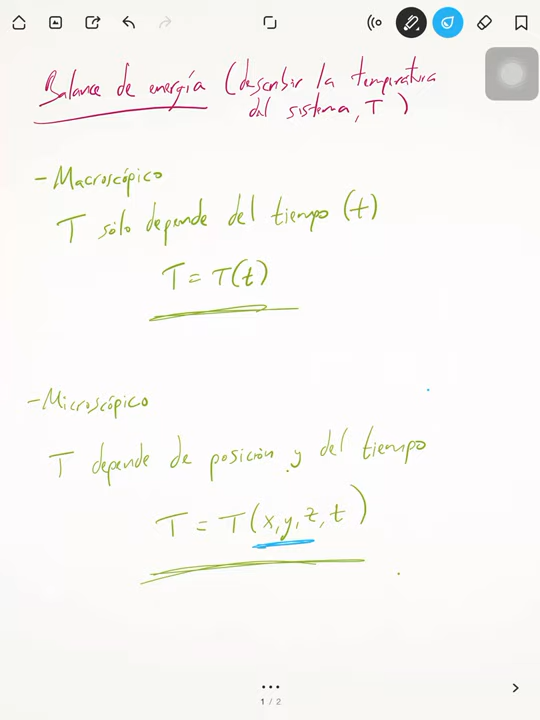 Balance de energía (describir la temperatura
del sistema, T)
- Macroscópico
T sólo depende del tiempo (t)
T = T(t)
- Microscópico
T depende de posición y del tiempo
T = T(x, y, z, t)
1 / 2